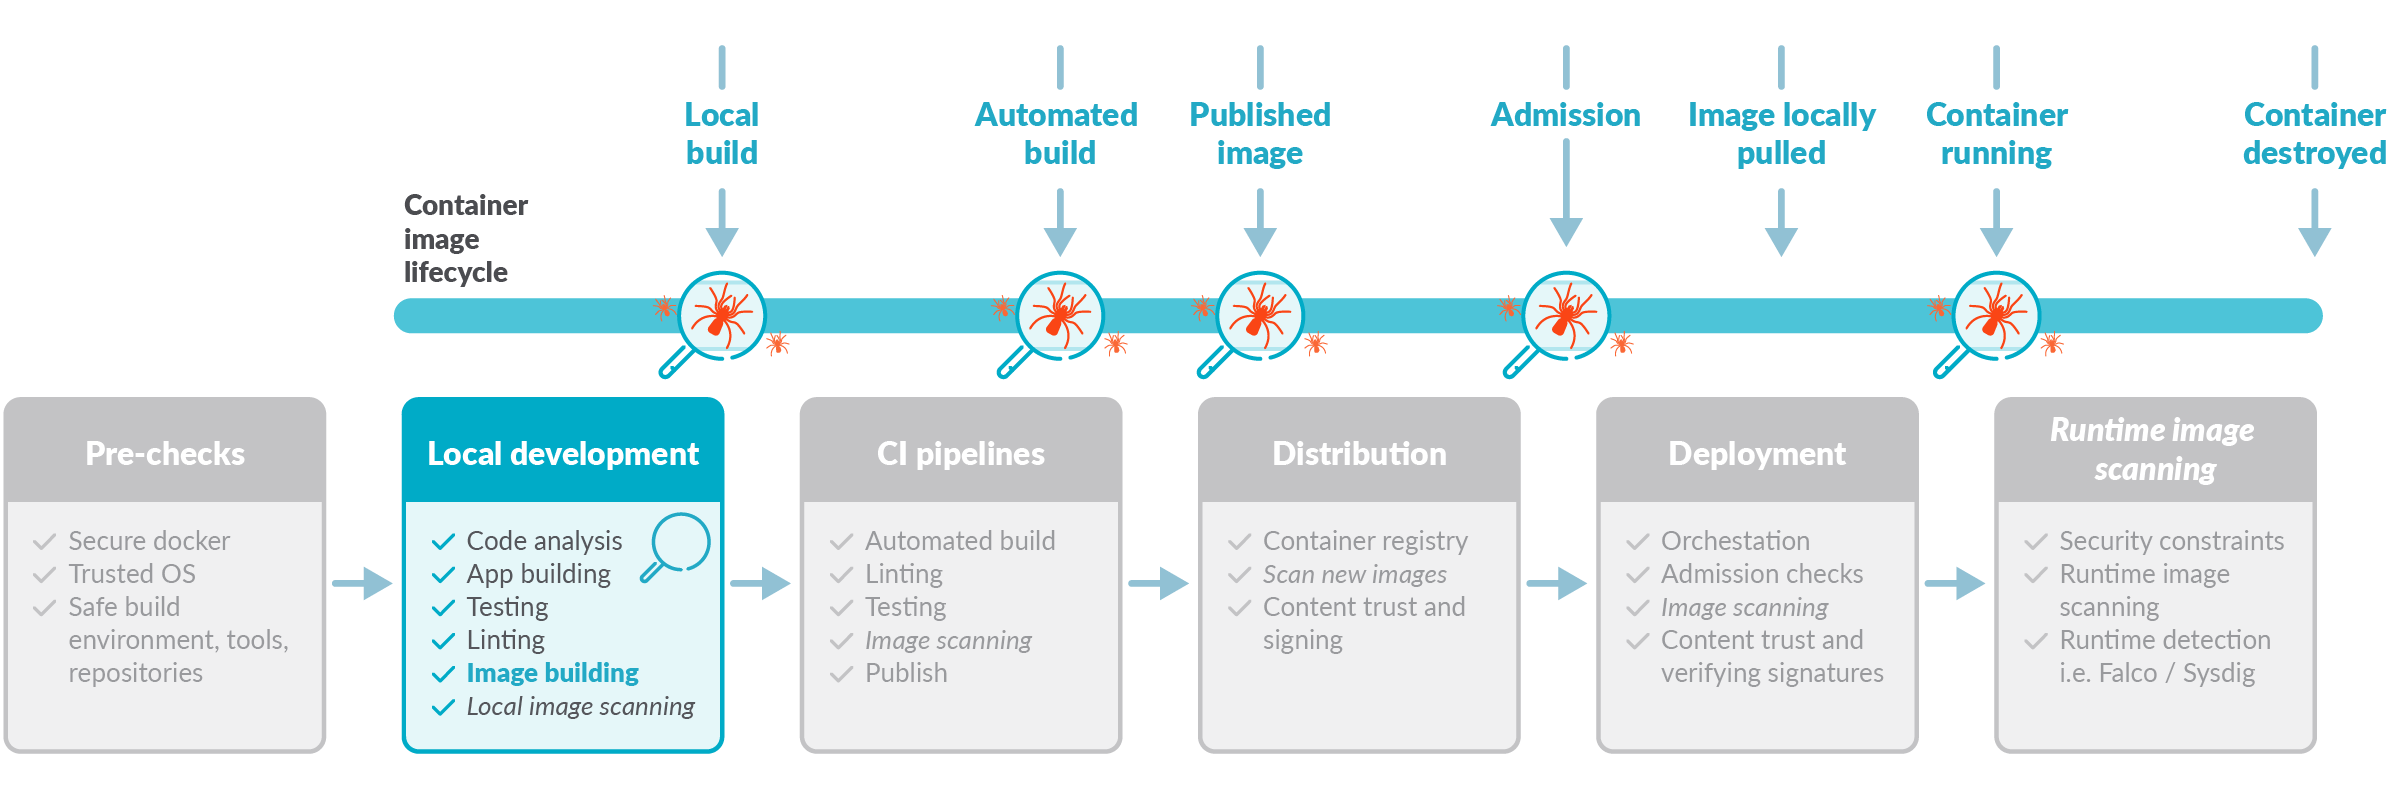 Local
build
Automated
build
Published
image
Admission
Image locally
pulled
Container
running
Container
destroyed
Container
image
lifecycle
Pre-checks
Secure docker
Trusted OS
Safe build
environment, tools,
repositories
Local development
Code analysis
App building
Testing
Linting
Image building
Local image scanning
CI pipelines
Automated build
Linting
Testing
Image scanning
Publish
Distribution
Container registry
Scan new images
Content trust and
signing
Deployment
Orchestation
Admission checks
Image scanning
Content trust and
verifying signatures
Runtime image
scanning
Security constraints
Runtime image
scanning
Runtime detection
i.e. Falco / Sysdig